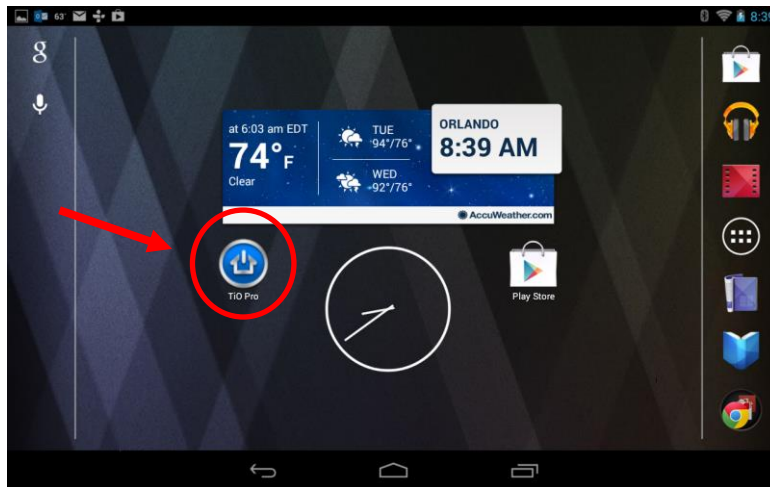 63°
8:39
g
at 6:03 am EDT
74°F
Clear
TUE
94°/76°
WED
92°/76°
ORLANDO
8:39 AM
AccuWeather.com
TiO Pro
Play Store